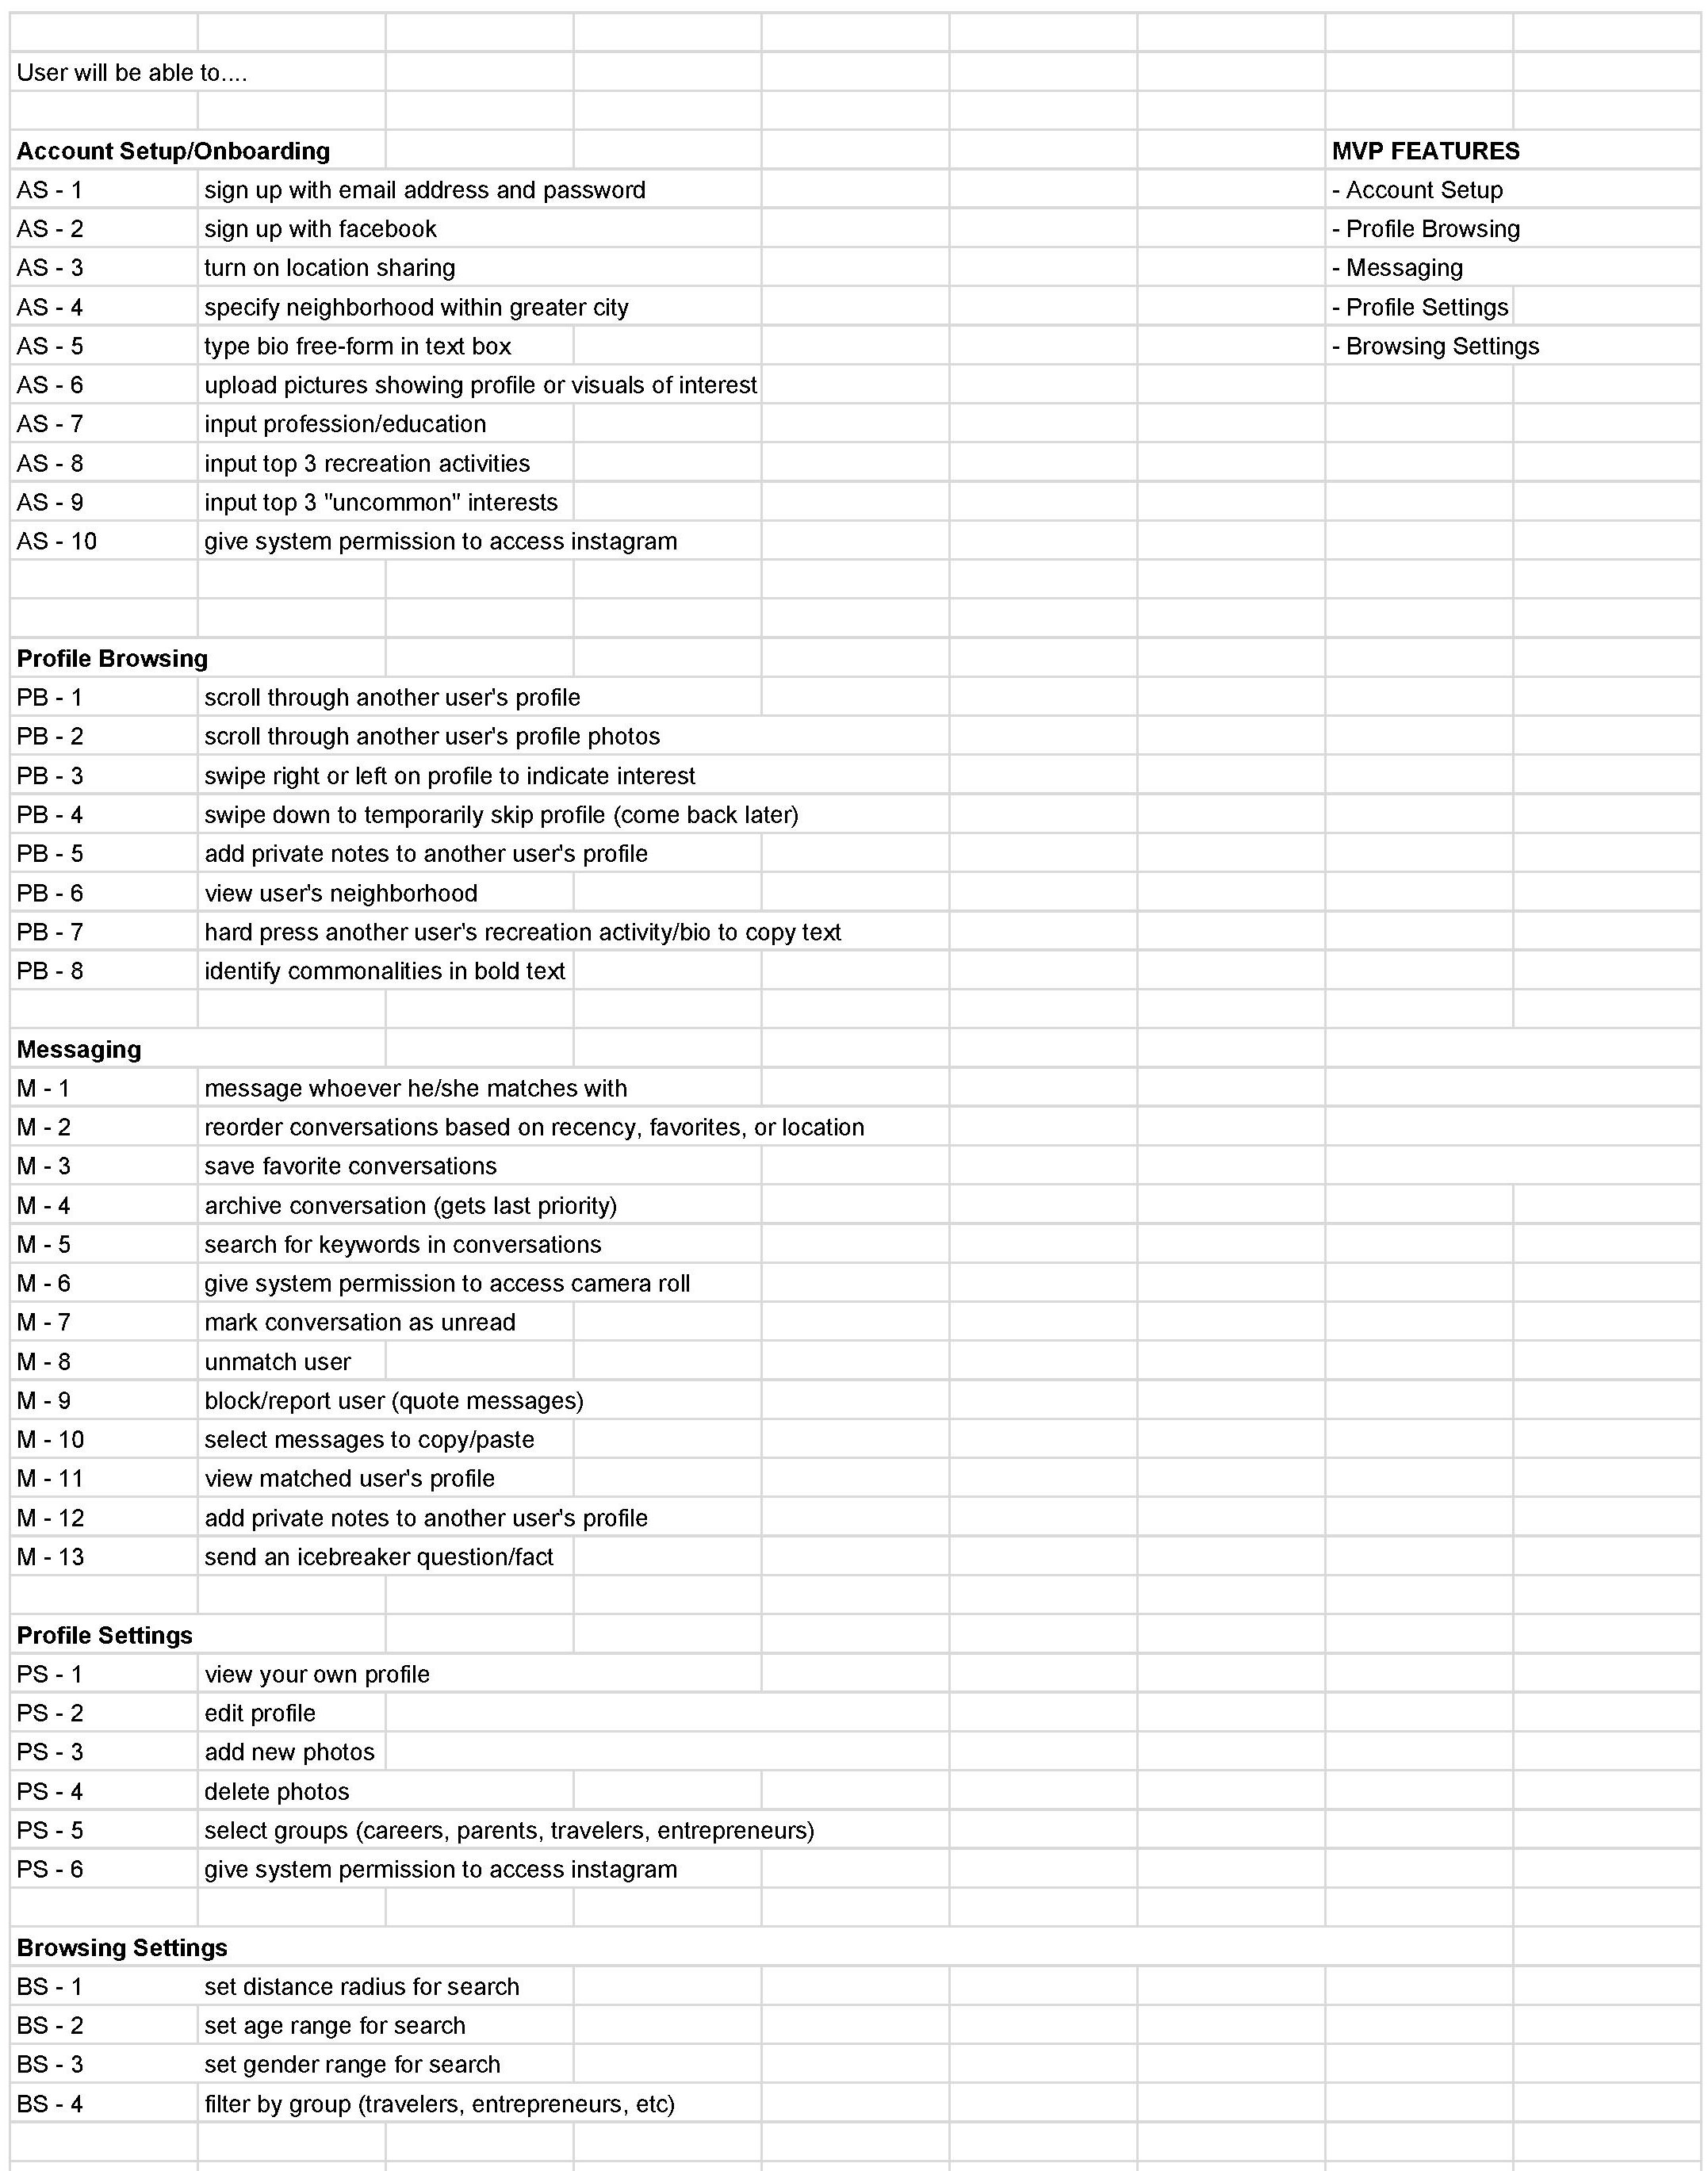 User will be able to....
Account Setup/Onboarding MVP FEATURES
AS - 1 sign up with email address and password - Account Setup
AS - 2 sign up with facebook - Profile Browsing
AS - 3 turn on location sharing - Messaging
AS - 4 specify neighborhood within greater city - Profile Settings
AS - 5 type bio free-form in text box - Browsing Settings
AS - 6 upload pictures showing profile or visuals of interest
AS - 7 input profession/education
AS - 8 input top 3 recreation activities
AS - 9 input top 3 "uncommon" interests
AS - 10 give system permission to access instagram
Profile Browsing
PB - 1 scroll through another user's profile
PB - 2 scroll through another user's profile photos
PB - 3 swipe right or left on profile to indicate interest
PB - 4 swipe down to temporarily skip profile (come back later)
PB - 5 add private notes to another user's profile
PB - 6 view user's neighborhood
PB - 7 hard press another user's recreation activity/bio to copy text
PB - 8 identify commonalities in bold text
Messaging
M - 1 message whoever he/she matches with
M - 2 reorder conversations based on recency, favorites, or location
M - 3 save favorite conversations
M - 4 archive conversation (gets last priority)
M - 5 search for keywords in conversations
M - 6 give system permission to access camera roll
M - 7 mark conversation as unread
M - 8 unmatch user
M - 9 block/report user (quote messages)
M - 10 select messages to copy/paste
M - 11 view matched user's profile
M - 12 add private notes to another user's profile
M - 13 send an icebreaker question/fact
Profile Settings
PS - 1 view your own profile
PS - 2 edit profile
PS - 3 add new photos
PS - 4 delete photos
PS - 5 select groups (careers, parents, travelers, entrepreneurs)
PS - 6 give system permission to access instagram
Browsing Settings
BS - 1 set distance radius for search
BS - 2 set age range for search
BS - 3 set gender range for search
BS - 4 filter by group (travelers, entrepreneurs, etc)